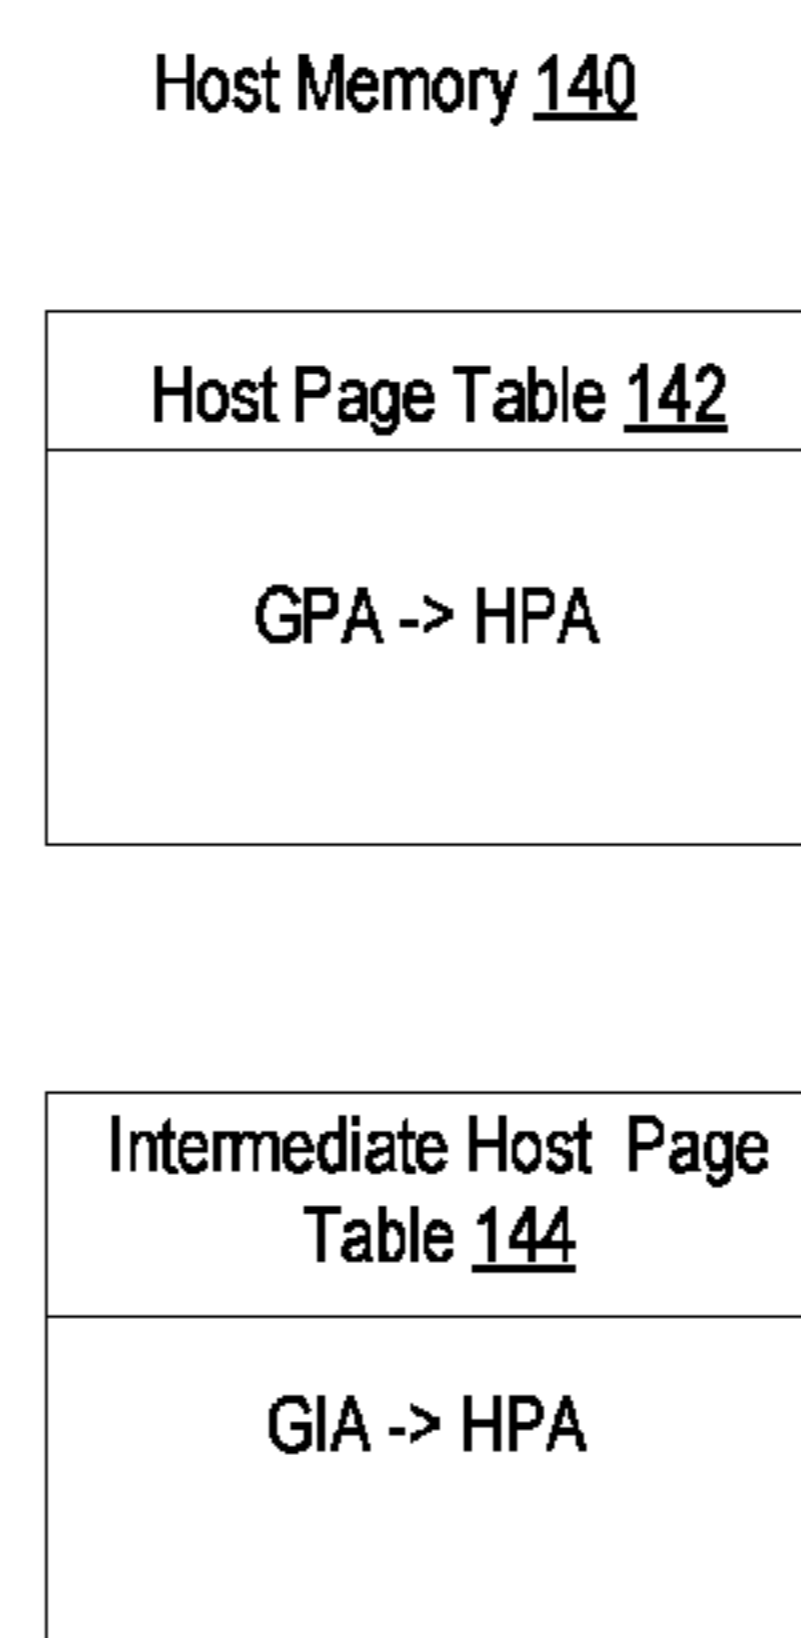 Host Memory 140
Host Page Table 142
GPA -> HPA
Intermediate Host Page
Table 144
GIA -> HPA